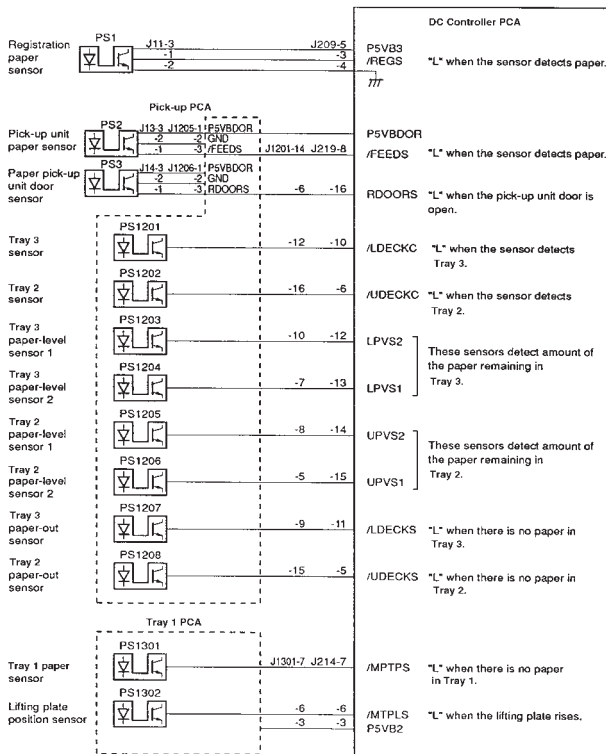 DC Controller PCA
Registration paper sensor
PS1
J11-3 J209-5 P5VB3
-1 -3 /REGS "L" when the sensor detects paper.
-2 -4
Pick-up PCA
Pick-up unit paper sensor
PS2
J13-3 J1205-1 P5VBDOR P5VBDOR
-2 -2 GND
-1 -3 /FEEDS J1201-14 J219-8 /FEEDS "L" when the sensor detects paper.
Paper pick-up unit door sensor
PS3
J14-3 J1206-1 P5VBDOR
-2 -2 GND
-1 -3 RDOORS -6 -16 RDOORS "L" when the pick-up unit door is open.
Tray 3 sensor
PS1201
-12 -10 /LDECKC "L" when the sensor detects Tray 3.
Tray 2 sensor
PS1202
-16 -6 /UDECKC "L" when the sensor detects Tray 2.
Tray 3 paper-level sensor 1
PS1203
-10 -12 LPVS2
These sensors detect amount of the paper remaining in Tray 3.
Tray 3 paper-level sensor 2
PS1204
-7 -13 LPVS1
Tray 2 paper-level sensor 1
PS1205
-8 -14 UPVS2
These sensors detect amount of the paper remaining in Tray 2.
Tray 2 paper-level sensor 2
PS1206
-5 -15 UPVS1
Tray 3 paper-out sensor
PS1207
-9 -11 /LDECKS "L" when there is no paper in Tray 3.
Tray 2 paper-out sensor
PS1208
-15 -5 /UDECKS "L" when there is no paper in Tray 2.
Tray 1 PCA
Tray 1 paper sensor
PS1301
J1301-7 J214-7 /MPTPS "L" when there is no paper in Tray 1.
Lifting plate position sensor
PS1302
-6 -6 /MTPLS "L" when the lifting plate rises.
-3 -3 P5VB2